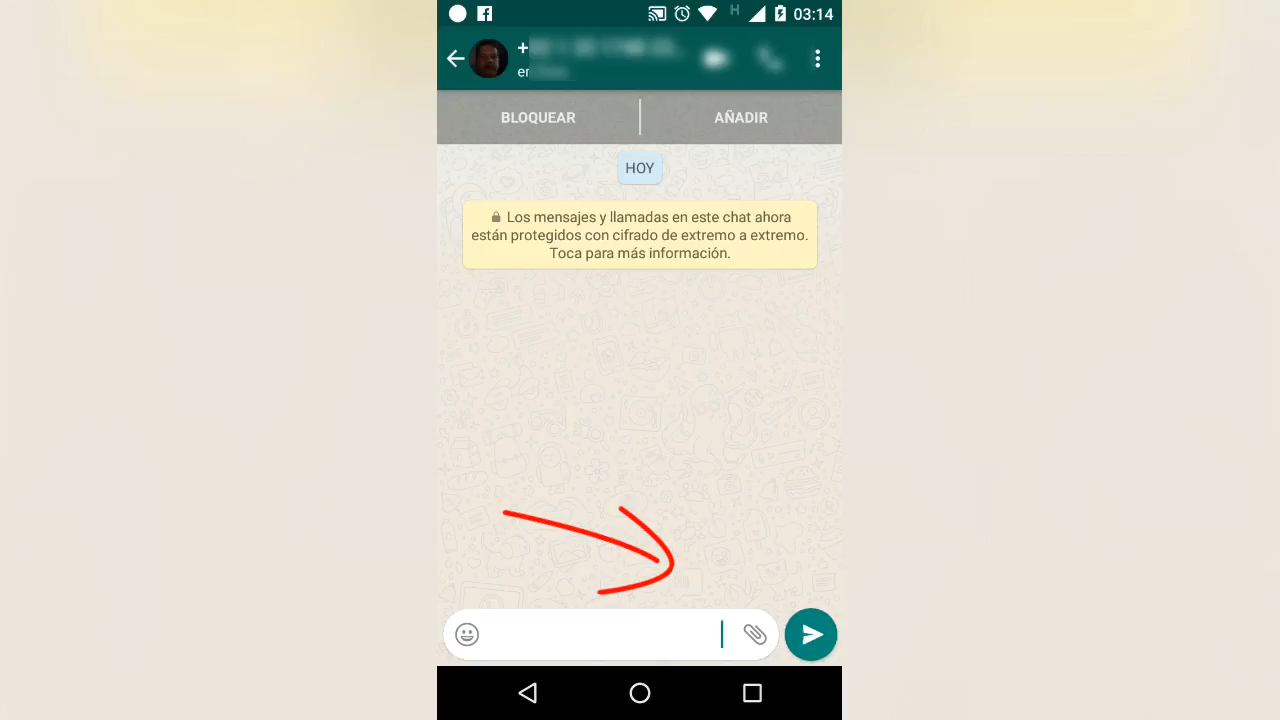 H
03:14
BLOQUEAR
AÑADIR
HOY
Los mensajes y llamadas en este chat ahora
están protegidos con cifrado de extremo a extremo.
Toca para más información.